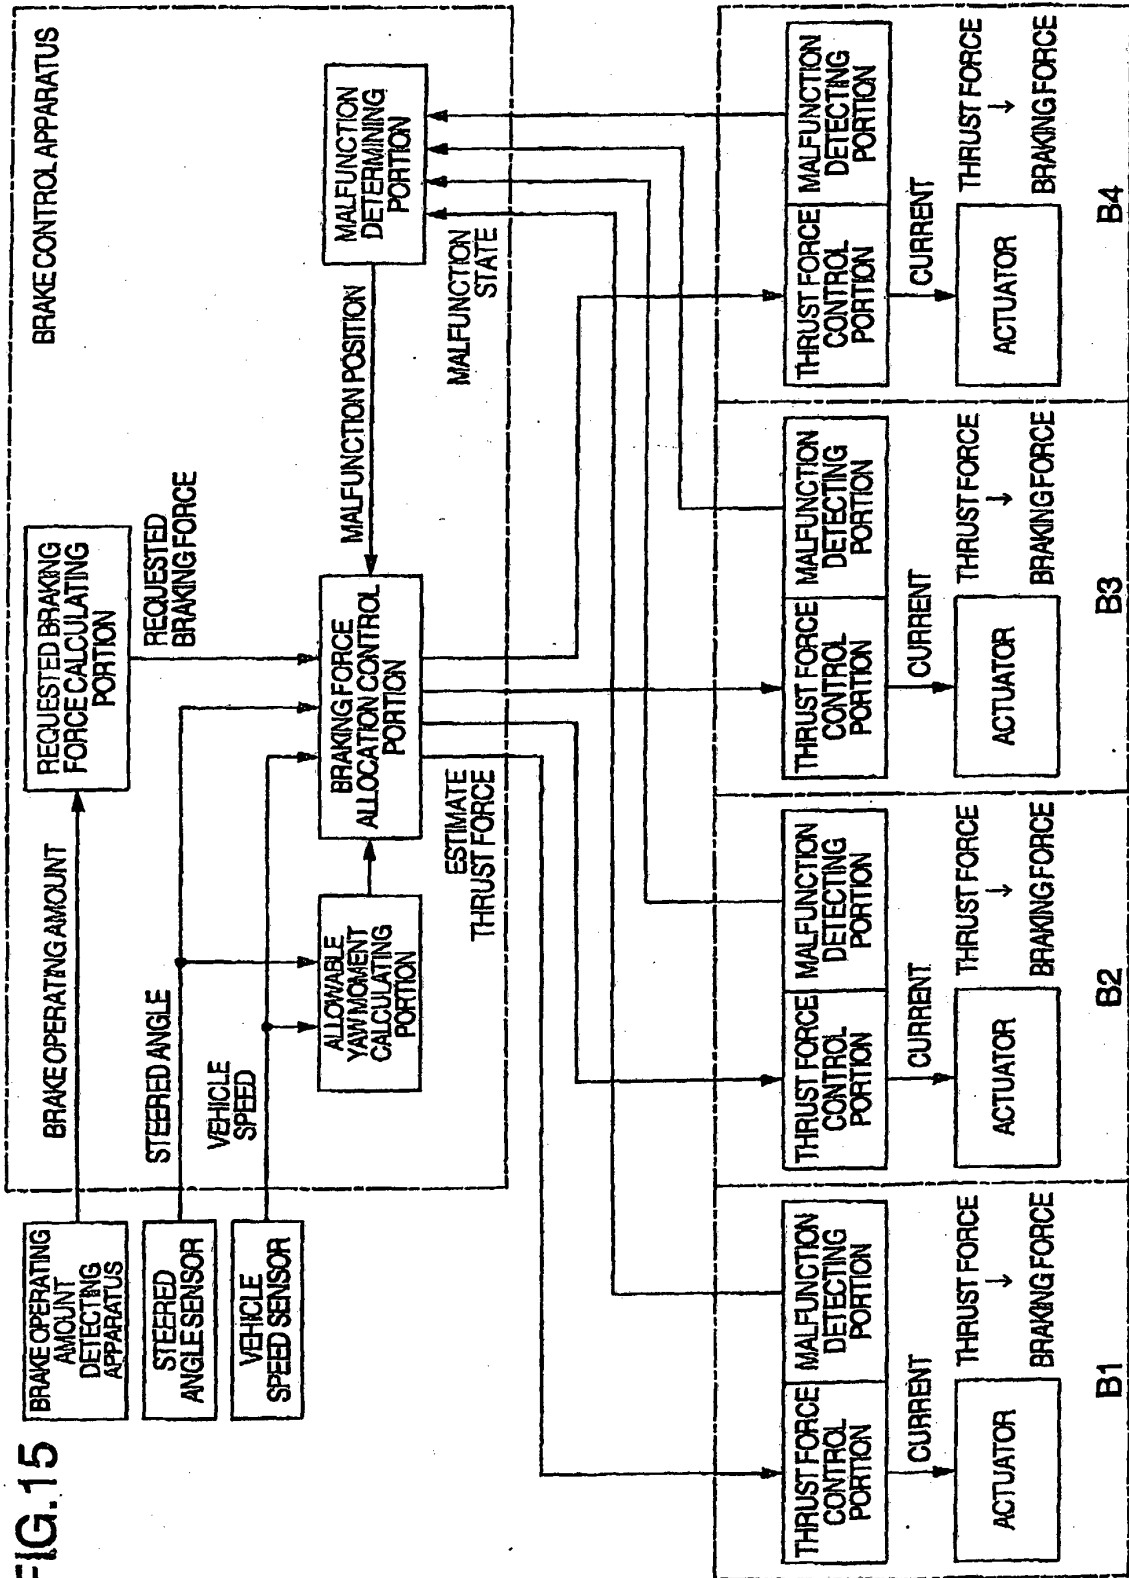 FIG.15
BRAKE OPERATING
AMOUNT
DETECTING
APPARATUS
STEERED
ANGLE SENSOR
VEHICLE
SPEED SENSOR
BRAKE OPERATING AMOUNT
STEERED ANGLE
VEHICLE
SPEED
BRAKE CONTROL APPARATUS
REQUESTED BRAKING
FORCE CALCULATING
PORTION
REQUESTED
BRAKING FORCE
ALLOWABLE
YAW MOMENT
CALCULATING
PORTION
BRAKING FORCE
ALLOCATION CONTROL
PORTION
MALFUNCTION POSITION
MALFUNCTION
DETERMINING
PORTION
ESTIMATE
THRUST FORCE
MALFUNCTION
STATE
THRUST FORCE
CONTROL
PORTION
MALFUNCTION
DETECTING
PORTION
CURRENT
ACTUATOR
THRUST FORCE
↓
BRAKING FORCE
B1
THRUST FORCE
CONTROL
PORTION
MALFUNCTION
DETECTING
PORTION
CURRENT
ACTUATOR
THRUST FORCE
↓
BRAKING FORCE
B2
THRUST FORCE
CONTROL
PORTION
MALFUNCTION
DETECTING
PORTION
CURRENT
ACTUATOR
THRUST FORCE
↓
BRAKING FORCE
B3
THRUST FORCE
CONTROL
PORTION
MALFUNCTION
DETECTING
PORTION
CURRENT
ACTUATOR
THRUST FORCE
↓
BRAKING FORCE
B4